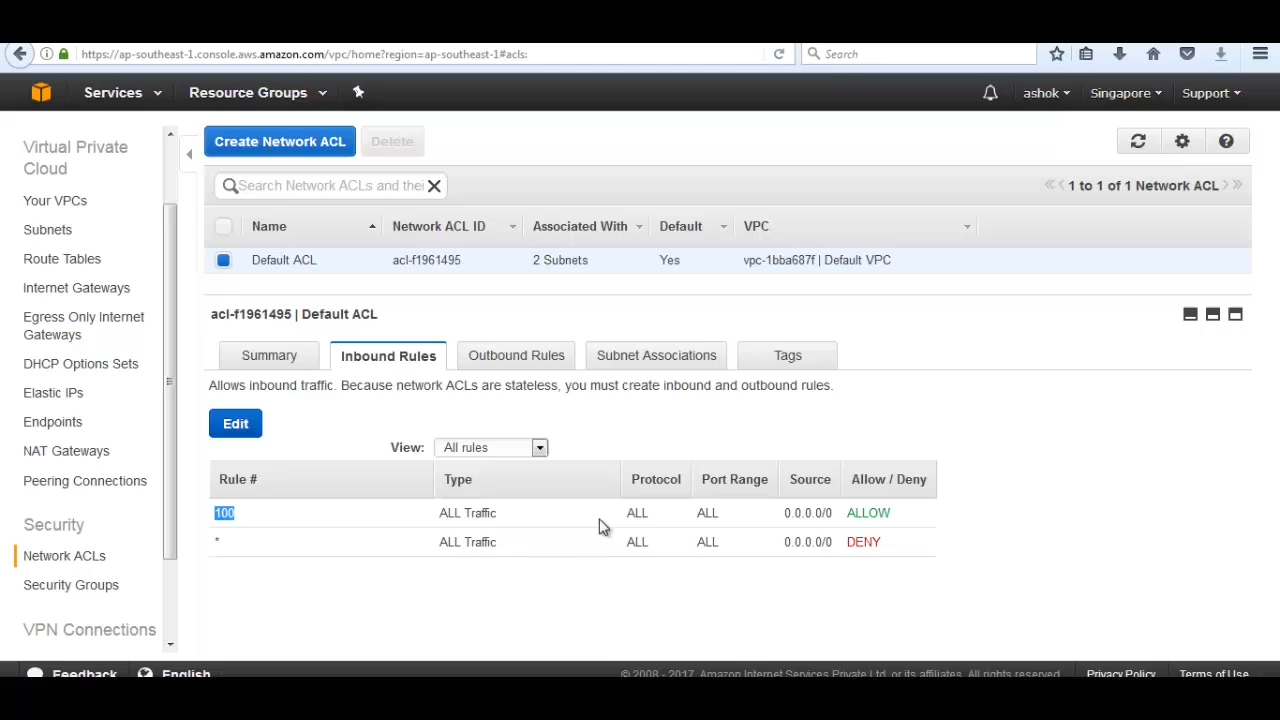 https://ap-southeast-1.console.aws.amazon.com/vpc/home?region=ap-southeast-1#acls:
Search
Services
Resource Groups
ashok
Singapore
Support
Virtual Private
Cloud
Your VPCs
Subnets
Route Tables
Internet Gateways
Egress Only Internet
Gateways
DHCP Options Sets
Elastic IPs
Endpoints
NAT Gateways
Peering Connections
Security
Network ACLs
Security Groups
VPN Connections
Create Network ACL
Delete
Search Network ACLs and thei
1 to 1 of 1 Network ACL
Name Network ACL ID Associated With Default VPC
Default ACL acl-f1961495 2 Subnets Yes vpc-1bba687f | Default VPC
acl-f1961495 | Default ACL
Summary Inbound Rules Outbound Rules Subnet Associations Tags
Allows inbound traffic. Because network ACLs are stateless, you must create inbound and outbound rules.
Edit
View: All rules
Rule # Type Protocol Port Range Source Allow / Deny
100 ALL Traffic ALL ALL 0.0.0.0/0 ALLOW
* ALL Traffic ALL ALL 0.0.0.0/0 DENY
Feedback English © 2008 - 2017, Amazon Internet Services Private Ltd. or its affiliates. All rights reserved. Privacy Policy Terms of Use